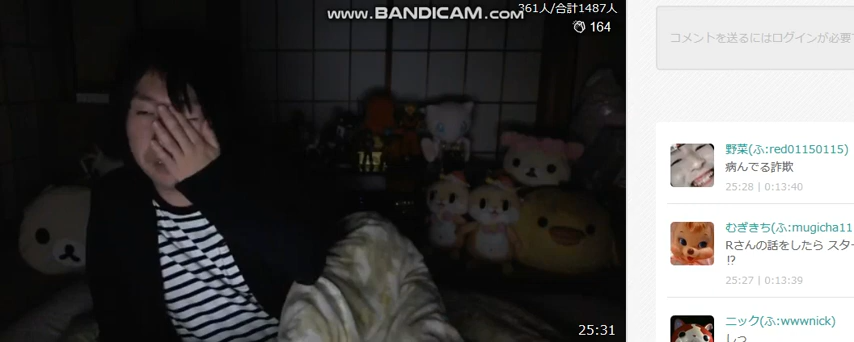 www.BANDICAM.com
361人/合計1487人
164
25:31
コメントを送るにはログインが必要
野菜(ふ:red01150115)
病んでる詐欺
25:28 | 0:13:40
むぎきち(ふ:mugicha11
Rさんの話をしたら スター
!?
25:27 | 0:13:39
ニック(ふ:wwwnick)
しっ